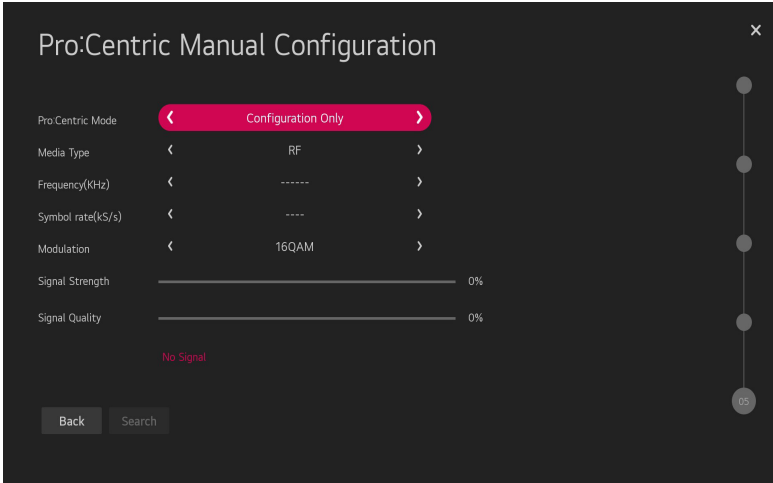 Pro:Centric Manual Configuration
Pro:Centric Mode Configuration Only
Media Type RF
Frequency(KHz) ------
Symbol rate(kS/s) ----
Modulation 16QAM
Signal Strength 0%
Signal Quality 0%
No Signal
Back Search
05